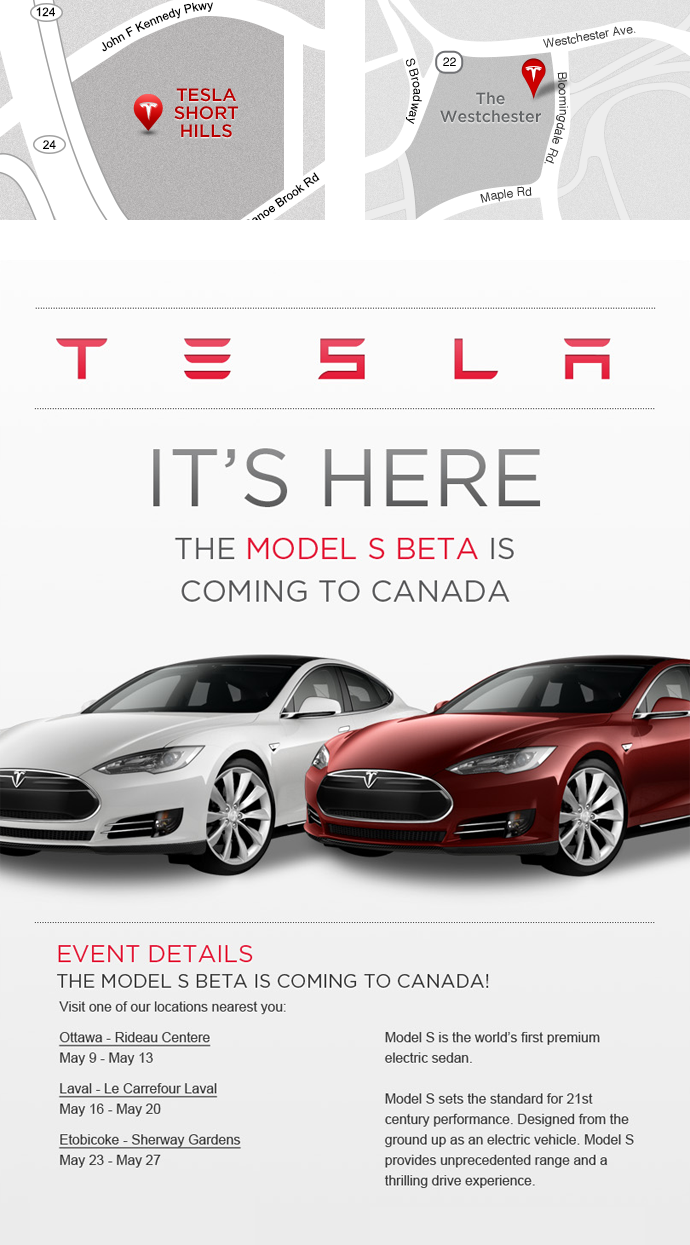 124
John F Kennedy Pkwy
TESLA
SHORT
HILLS
24
anoe Brook Rd
Westchester Ave.
22
S Broadway
The
Westchester
Bloomingdale Rd.
Maple Rd
TESLA
IT'S HERE
THE MODEL S BETA IS
COMING TO CANADA
EVENT DETAILS
THE MODEL S BETA IS COMING TO CANADA!
Visit one of our locations nearest you:
Ottawa - Rideau Centere
May 9 - May 13
Laval - Le Carrefour Laval
May 16 - May 20
Etobicoke - Sherway Gardens
May 23 - May 27
Model S is the world's first premium
electric sedan.
Model S sets the standard for 21st
century performance. Designed from the
ground up as an electric vehicle. Model S
provides unprecedented range and a
thrilling drive experience.